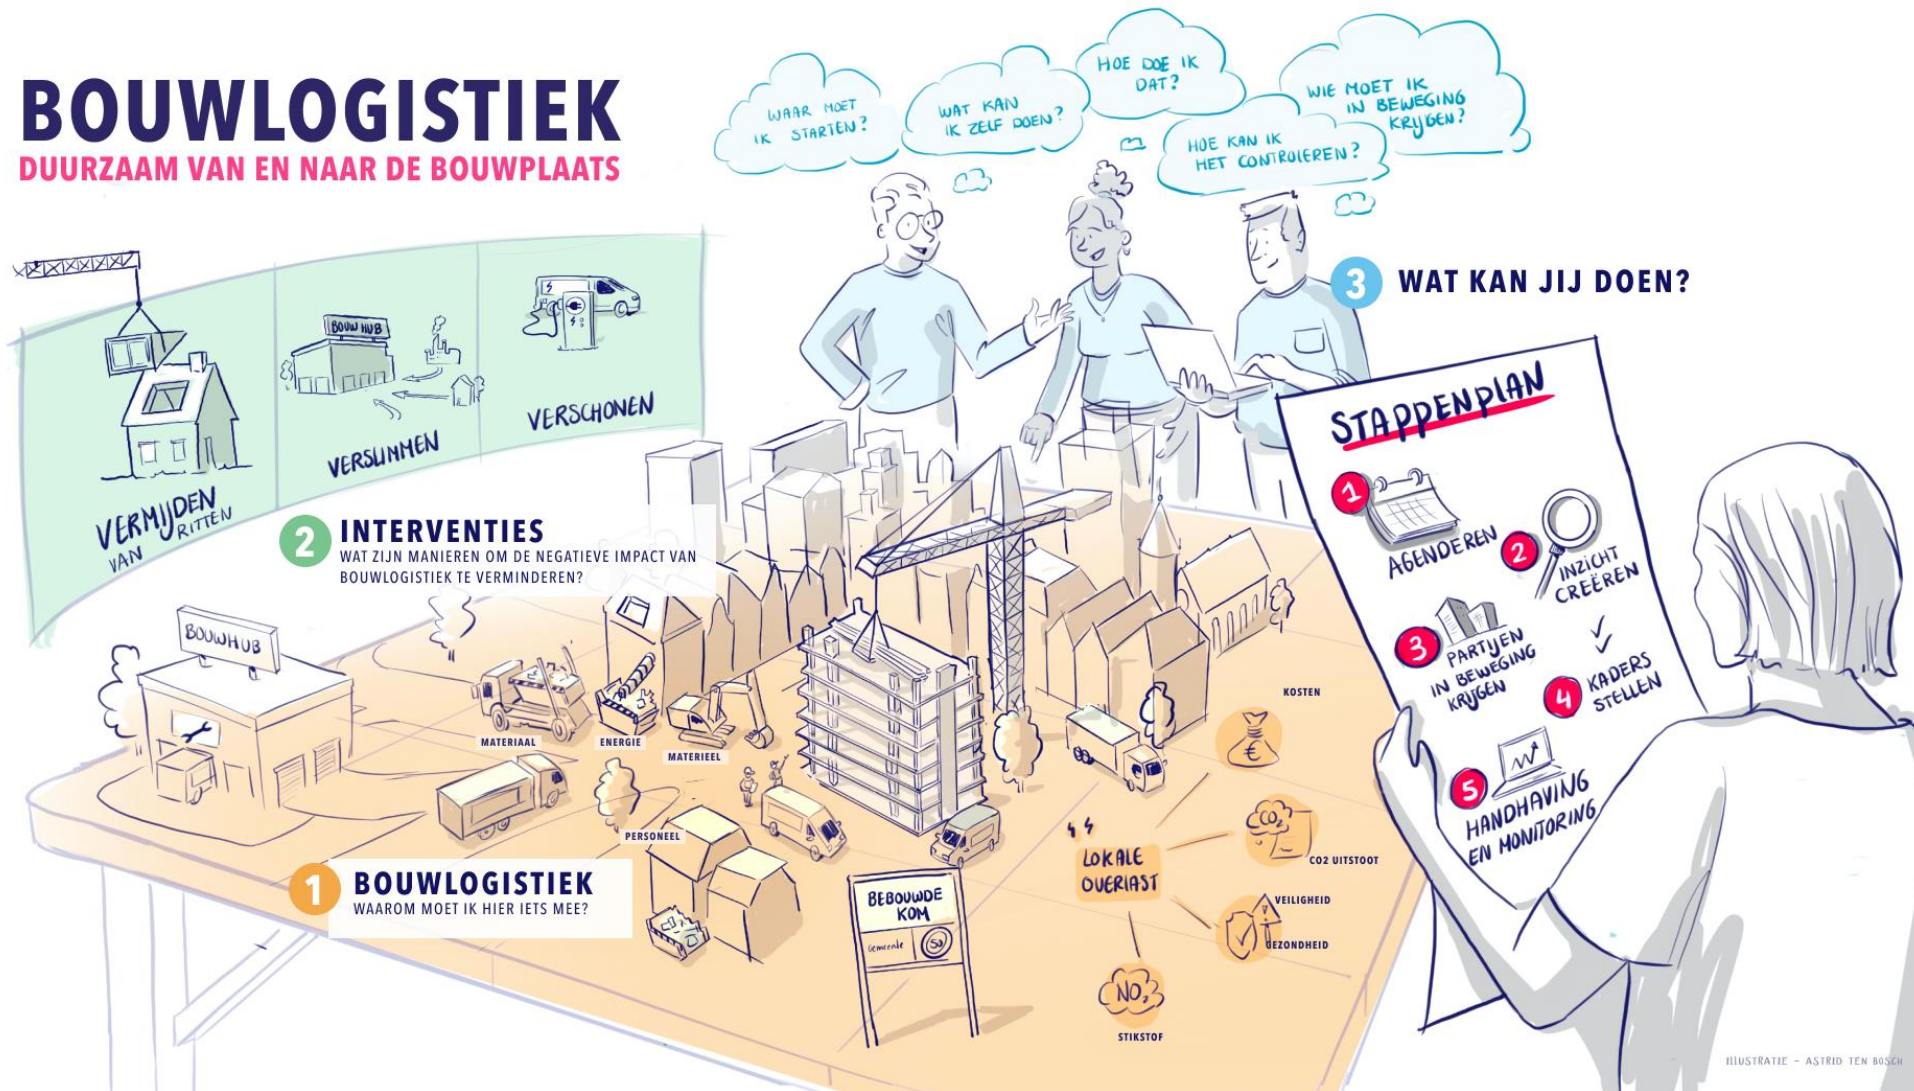 BOUWLOGISTIEK
DUURZAAM VAN EN NAAR DE BOUWPLAATS
WAAR MOET
IK STARTEN?
WAT KAN
IK ZELF DOEN?
HOE DOE IK
DAT?
HOE KAN IK
HET CONTROLEREN?
WIE MOET IK
IN BEWEGING
KRIJGEN?
3 WAT KAN JIJ DOEN?
BOUW HUB
VERMIJDEN
VAN RITTEN
VERSLIMMEN
VERSCHONEN
2 INTERVENTIES
WAT ZIJN MANIEREN OM DE NEGATIEVE IMPACT VAN
BOUWLOGISTIEK TE VERMINDEREN?
STAPPENPLAN
1
AGENDEREN
2
INZICHT
CREËREN
3 PARTIJEN
IN BEWEGING
KRIJGEN
4 KADERS
STELLEN
5
HANDHAVING
EN MONITORING
BOUWHUB
MATERIAAL
ENERGIE
MATERIEEL
PERSONEEL
1 BOUWLOGISTIEK
WAAROM MOET IK HIER IETS MEE?
BEBOUWDE
KOM
Gemeente 50
LOKALE
OVERLAST
KOSTEN
€
CO2
CO2 UITSTOOT
VEILIGHEID
GEZONDHEID
NO2
STIKSTOF
ILLUSTRATIE - ASTRID TEN BOSCH